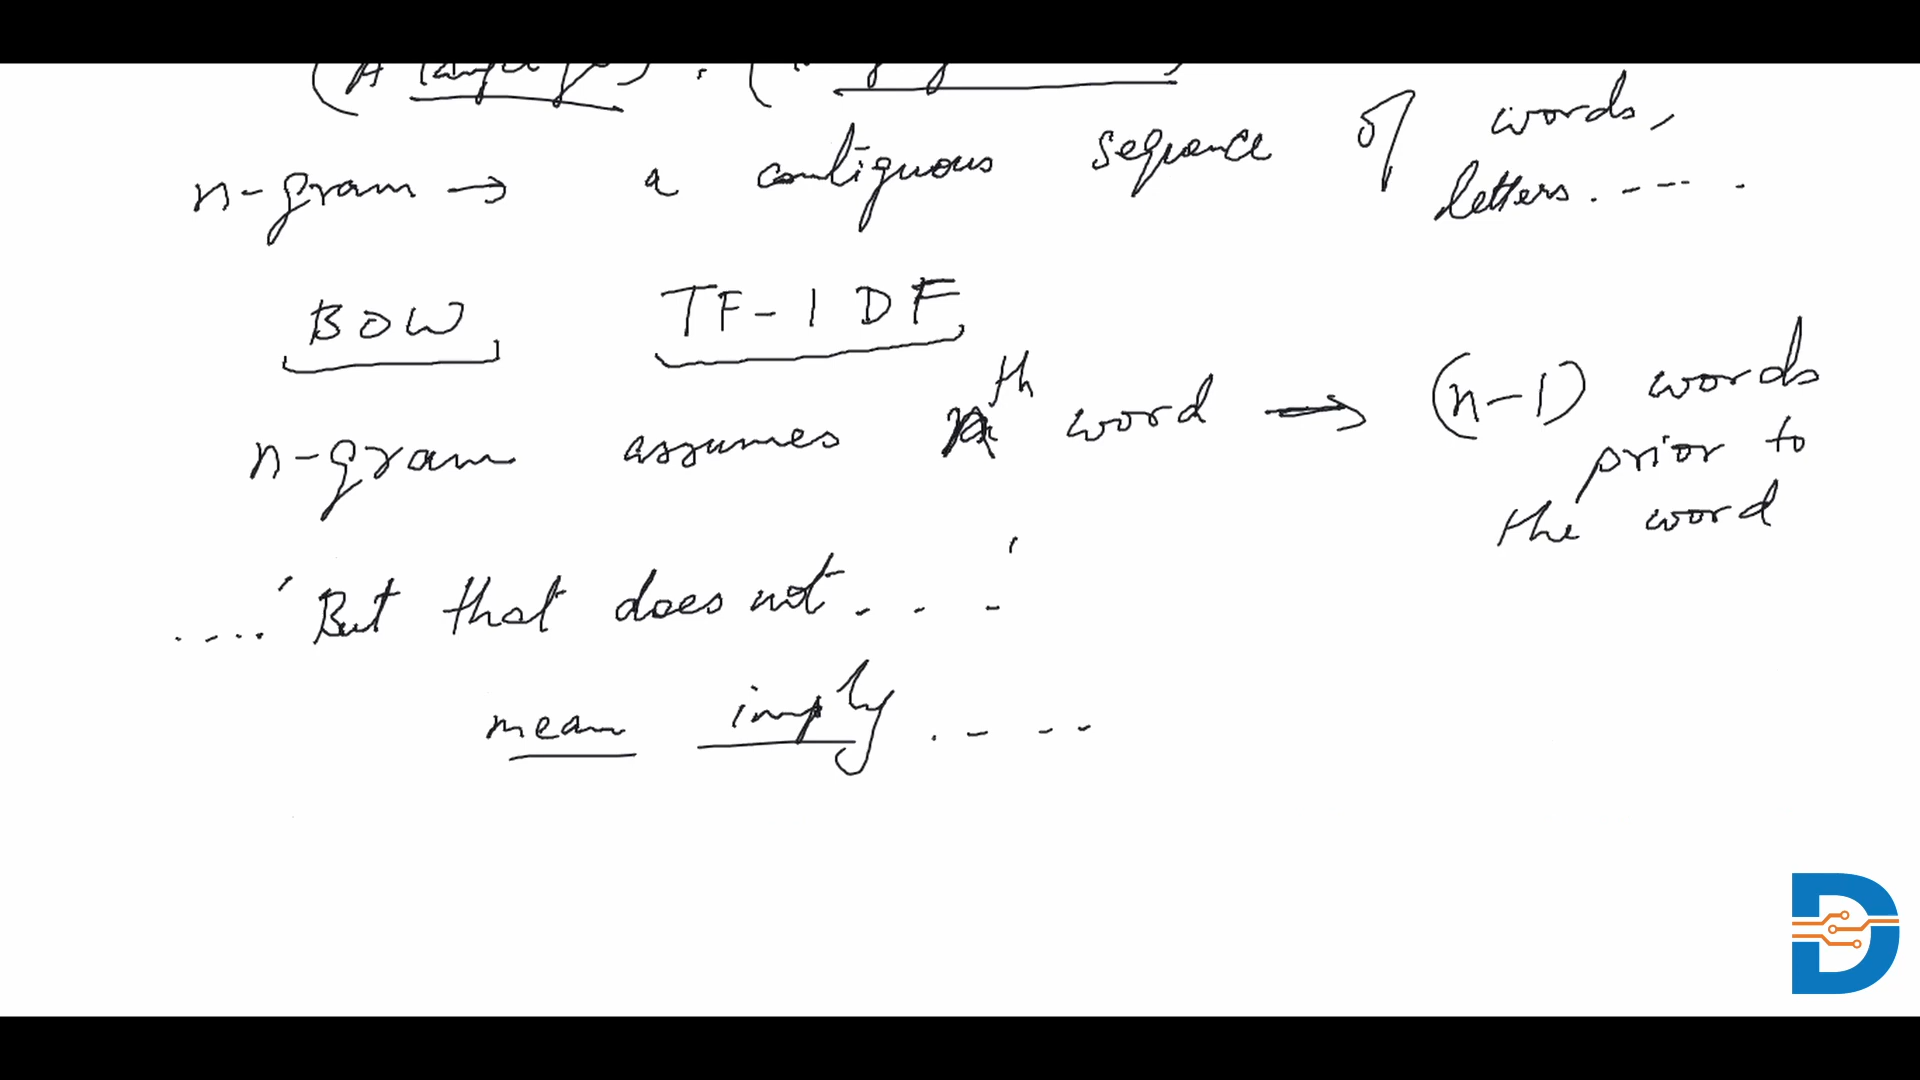 n-gram → a contiguous sequence of words,
letters. - --- .
BOW TF-IDF
n-gram assumes nth word → (n-1) words
prior to
the word
.... 'But that does not . . . '
mean imply . - - -